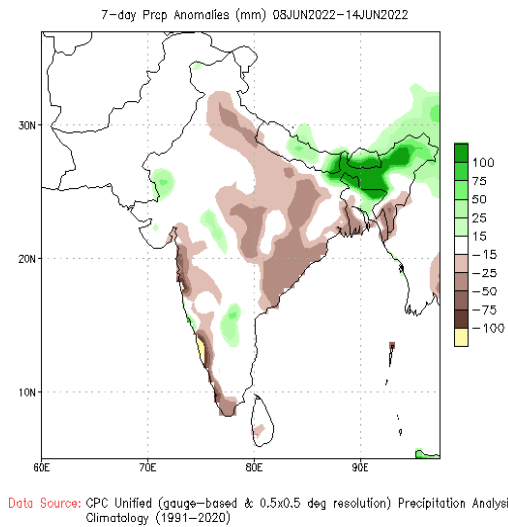 7-day Prcp Anomalies (mm) 08JUN2022-14JUN2022
30N
20N
10N
60E 70E 80E 90E
100
75
50
25
15
-15
-25
-50
-75
-100
Data Source: CPC Unified (gauge-based & 0.5x0.5 deg resolution) Precipitation Analysi
Climatology (1991-2020)